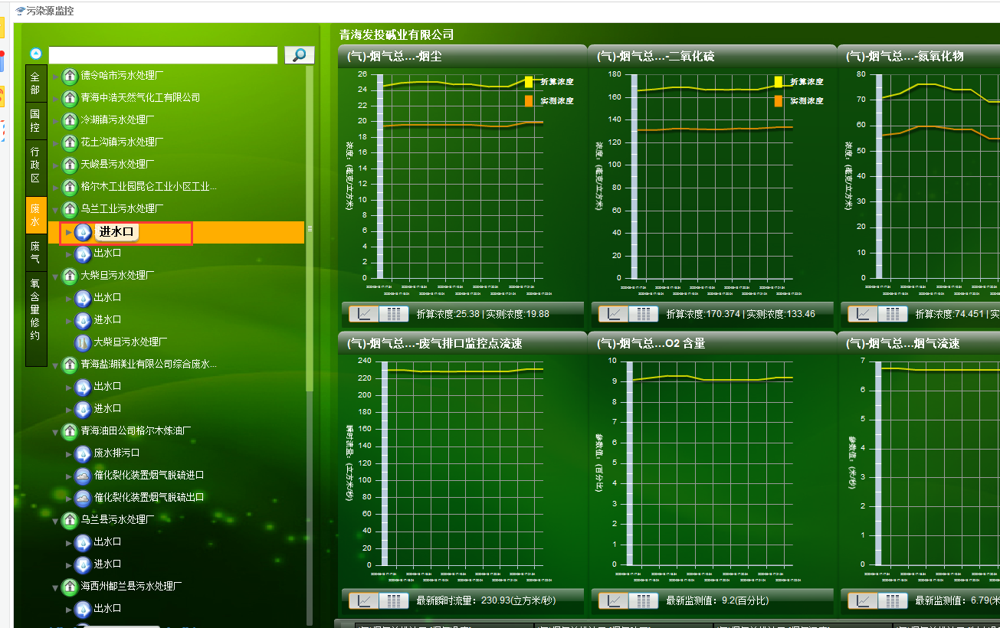 污染源监控
全部
国控
行政区
废水
废气
氧含量修约
德令哈市污水处理厂
青海中浩天然气化工有限公司
冷湖镇污水处理厂
花土沟镇污水处理厂
天峻县污水处理厂
格尔木工业园昆仑工业小区工业...
乌兰工业污水处理厂
进水口
出水口
大柴旦污水处理厂
出水口
进水口
大柴旦污水处理厂
青海盐湖镁业有限公司综合废水...
出水口
进水口
青海油田公司格尔木炼油厂
废水排污口
催化裂化装置烟气脱硫进口
催化裂化装置烟气脱硫出口
乌兰县污水处理厂
出水口
进水口
海西州都兰县污水处理厂
出水口
青海发投碱业有限公司
(气)-烟气总...-烟尘
折算浓度
实测浓度
浓度：(毫克/立方米)
26
24
22
20
18
16
14
12
10
8
6
4
2
0
折算浓度:25.38 | 实测浓度:19.88
(气)-烟气总...-二氧化硫
折算浓度
实测浓度
浓度：(毫克/立方米)
180
160
140
120
100
80
60
40
20
0
折算浓度:170.374 | 实测浓度:133.46
(气)-烟气总...-氮氧化物
浓度：(毫克/立方米)
80
70
60
50
40
30
20
10
0
折算浓度:74.451 | 实
(气)-烟气总...-废气排口监控点流速
瞬时流量：(立方米/秒)
240
220
200
180
160
140
120
100
80
60
40
20
0
最新瞬时流量：230.93(立方米/秒)
(气)-烟气总...O2 含量
参数值：(百分比)
10
9
8
7
6
5
4
3
2
1
0
最新监测值：9.2(百分比)
(气)-烟气总...烟气流速
参数值：(米/秒)
7
6
5
4
3
2
1
0
最新监测值：6.79(米